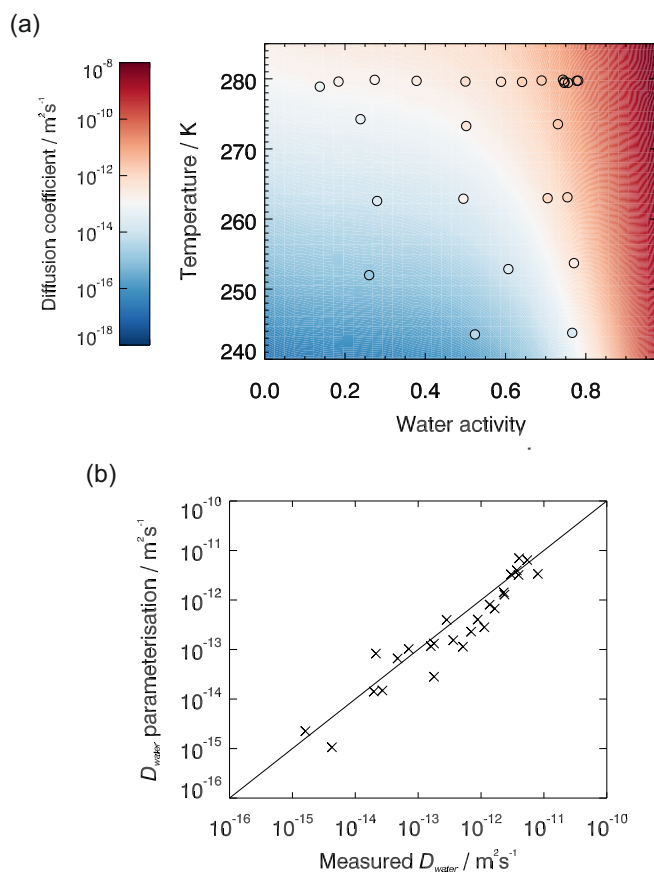 (a)
Diffusion coefficient / m²s⁻¹
10⁻⁸
10⁻¹⁰
10⁻¹²
10⁻¹⁴
10⁻¹⁶
10⁻¹⁸
Temperature / K
280
270
260
250
240
0.0 0.2 0.4 0.6 0.8
Water activity
(b)
D_water parameterisation / m²s⁻¹
10⁻¹⁰
10⁻¹¹
10⁻¹²
10⁻¹³
10⁻¹⁴
10⁻¹⁵
10⁻¹⁶
10⁻¹⁶ 10⁻¹⁵ 10⁻¹⁴ 10⁻¹³ 10⁻¹² 10⁻¹¹ 10⁻¹⁰
Measured D_water / m²s⁻¹